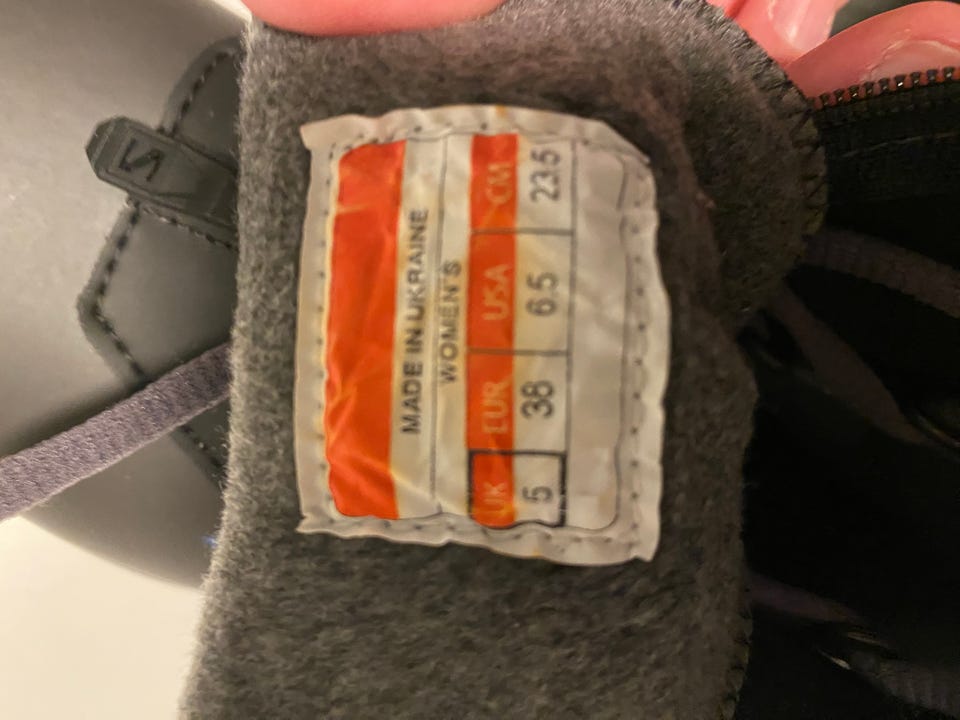 MADE IN UKRAINE
WOMEN'S
UK EUR USA CM
5 38 6.5 23.5